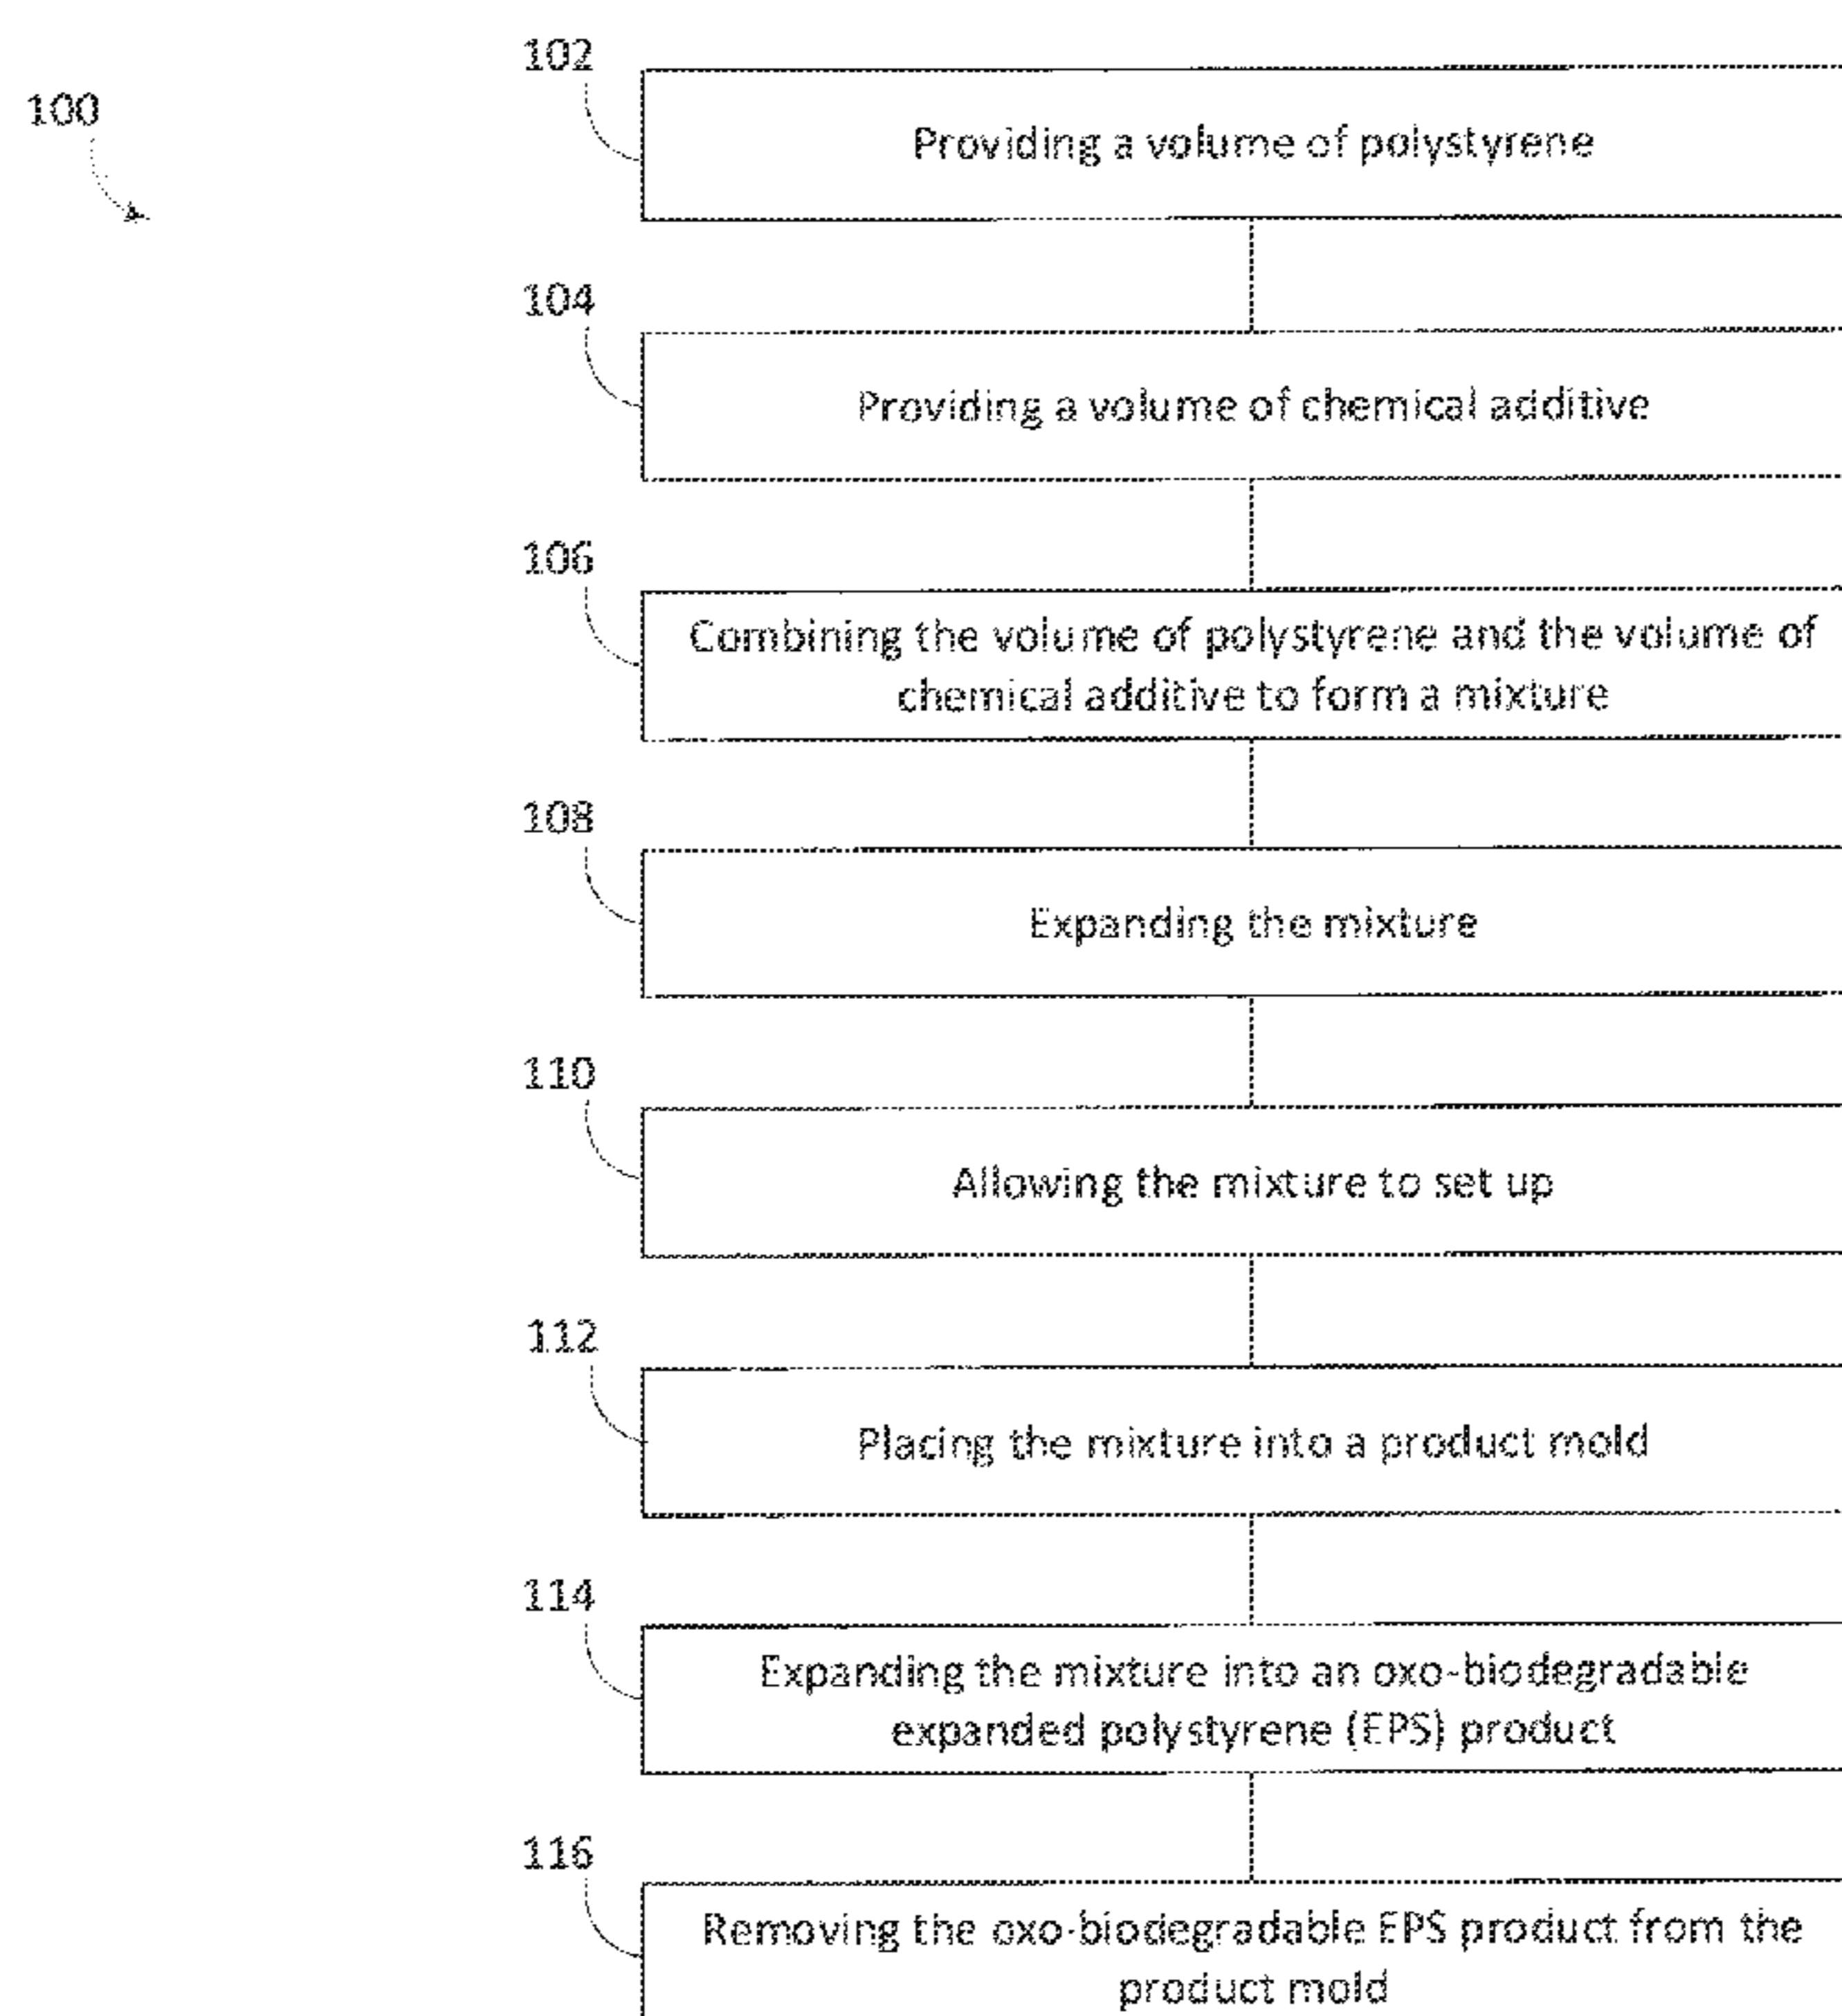 100
102
Providing a volume of polystyrene
104
Providing a volume of chemical additive
106
Combining the volume of polystyrene and the volume of
chemical additive to form a mixture
108
Expanding the mixture
110
Allowing the mixture to set up
112
Placing the mixture into a product mold
114
Expanding the mixture into an oxo-biodegradable
expanded polystyrene (EPS) product
116
Removing the oxo-biodegradable EPS product from the
product mold